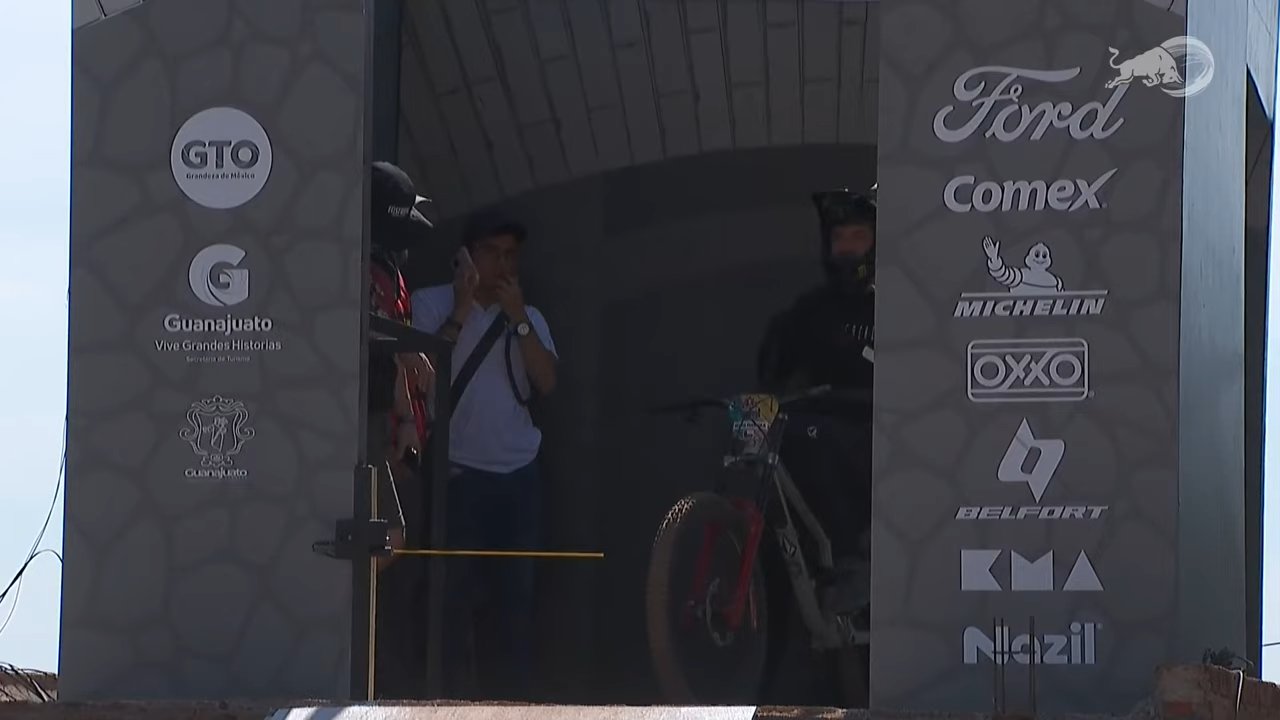 GTO
Grandeza de México
Guanajuato
Vive Grandes Historias
Secretaría de Turismo
Guanajuato
Ford
Comex
MICHELIN
OXXO
BELFORT
KMA
Nazil